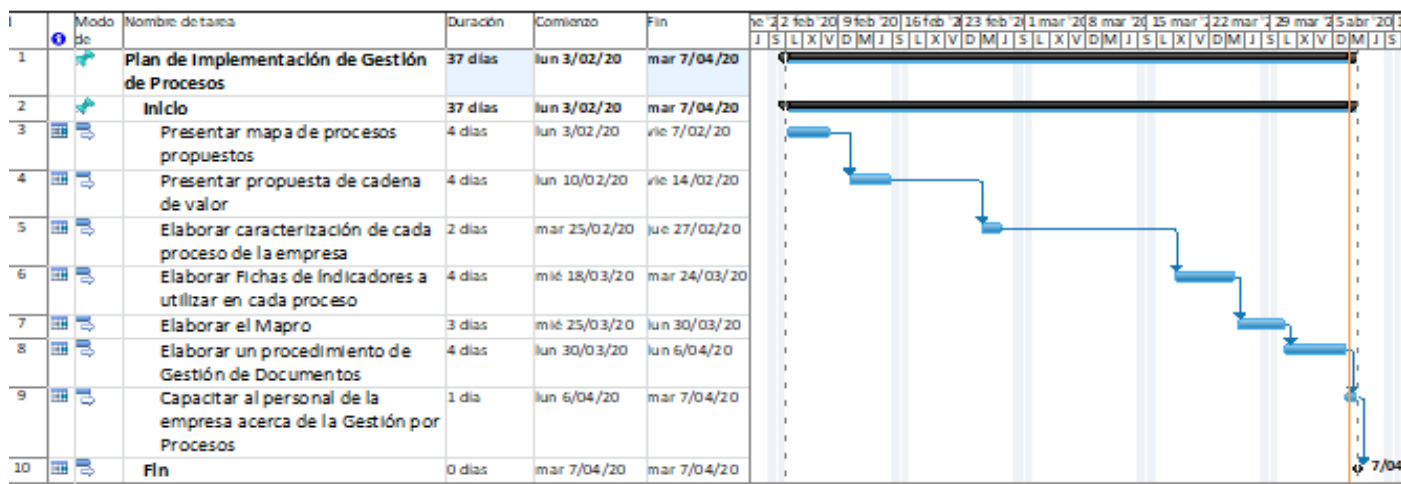 Modo de Nombre de tarea Duración Comienzo Fin 2 feb '20 9 feb '20 16 feb '2 23 feb '2 1 mar '20 8 mar '20 15 mar '2 22 mar '2 29 mar '2 5 abr '20
J S L X V D M J S L X V D M J S L X V D M J S L X V D M J S L X V D M J S
1 Plan de Implementación de Gestión de Procesos 37 días lun 3/02/20 mar 7/04/20
2 Inicio 37 días lun 3/02/20 mar 7/04/20
3 Presentar mapa de procesos propuestos 4 días lun 3/02/20 vie 7/02/20
4 Presentar propuesta de cadena de valor 4 días lun 10/02/20 vie 14/02/20
5 Elaborar caracterización de cada proceso de la empresa 2 días mar 25/02/20 jue 27/02/20
6 Elaborar Fichas de Indicadores a utilizar en cada proceso 4 días mié 18/03/20 mar 24/03/20
7 Elaborar el Mapro 3 días mié 25/03/20 lun 30/03/20
8 Elaborar un procedimiento de Gestión de Documentos 4 días lun 30/03/20 lun 6/04/20
9 Capacitar al personal de la empresa acerca de la Gestión por Procesos 1 día lun 6/04/20 mar 7/04/20
10 Fin 0 días mar 7/04/20 mar 7/04/20 7/04